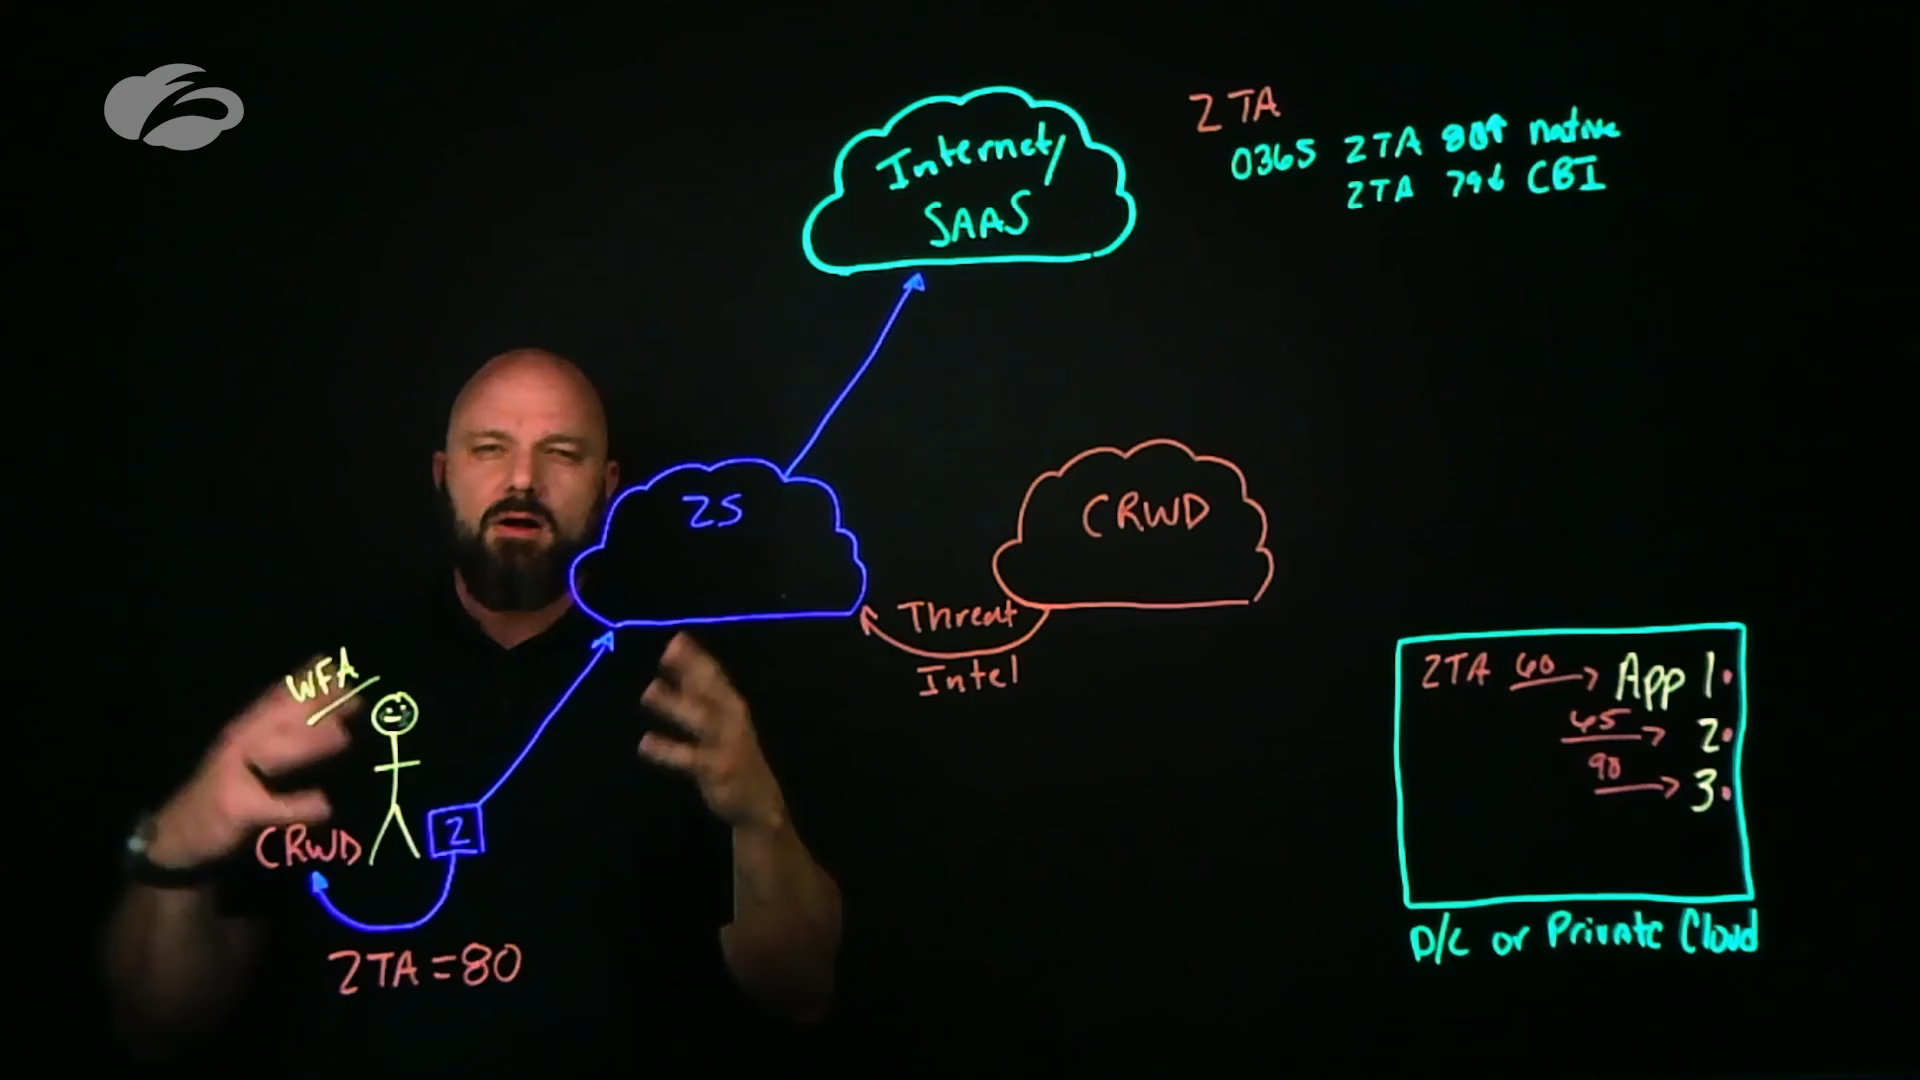 Internet/
SAAS
ZTA
O365 ZTA 80↑ native
ZTA 79↓ CBI
ZS
CRWD
Threat
Intel
WFA
CRWD
Z
ZTA=80
ZTA 60 → App 1.
65 → 2.
90 → 3.
D/C or Private Cloud